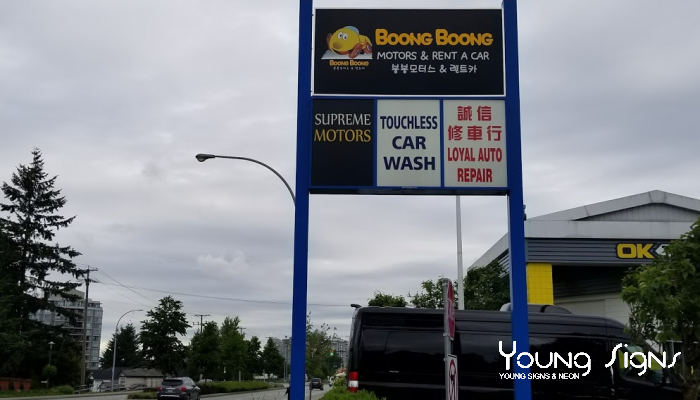 BOONG BOONG
MOTORS & RENT A CAR
붕붕모터스 & 렌트카
BOONG BOONG
SUPREME
MOTORS
TOUCHLESS
CAR
WASH
誠信
修車行
LOYAL AUTO
REPAIR
OK
YOUNG SIGNS
YOUNG SIGNS & NEON